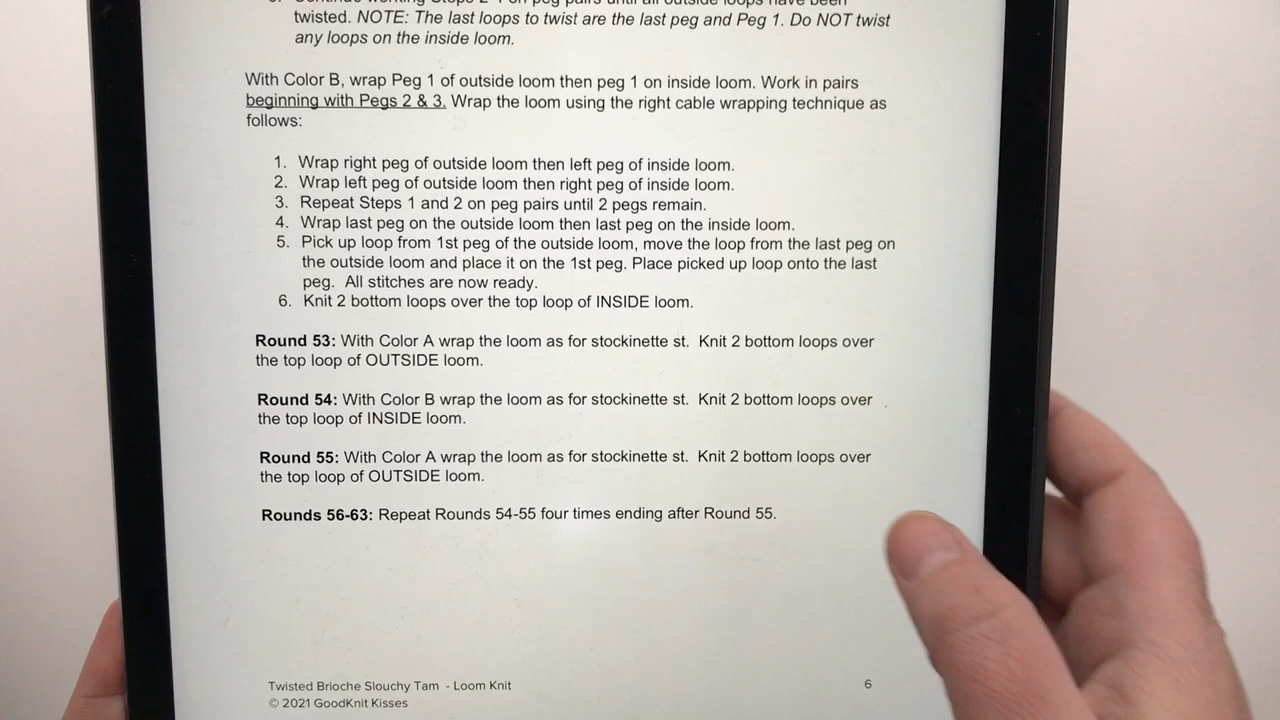 twisted. NOTE: The last loops to twist are the last peg and Peg 1. Do NOT twist
any loops on the inside loom.
With Color B, wrap Peg 1 of outside loom then peg 1 on inside loom. Work in pairs
beginning with Pegs 2 & 3. Wrap the loom using the right cable wrapping technique as
follows:
1. Wrap right peg of outside loom then left peg of inside loom.
2. Wrap left peg of outside loom then right peg of inside loom.
3. Repeat Steps 1 and 2 on peg pairs until 2 pegs remain.
4. Wrap last peg on the outside loom then last peg on the inside loom.
5. Pick up loop from 1st peg of the outside loom, move the loop from the last peg on
the outside loom and place it on the 1st peg. Place picked up loop onto the last
peg. All stitches are now ready.
6. Knit 2 bottom loops over the top loop of INSIDE loom.
Round 53: With Color A wrap the loom as for stockinette st. Knit 2 bottom loops over
the top loop of OUTSIDE loom.
Round 54: With Color B wrap the loom as for stockinette st. Knit 2 bottom loops over
the top loop of INSIDE loom.
Round 55: With Color A wrap the loom as for stockinette st. Knit 2 bottom loops over
the top loop of OUTSIDE loom.
Rounds 56-63: Repeat Rounds 54-55 four times ending after Round 55.
Twisted Brioche Slouchy Tam - Loom Knit
6
© 2021 GoodKnit Kisses